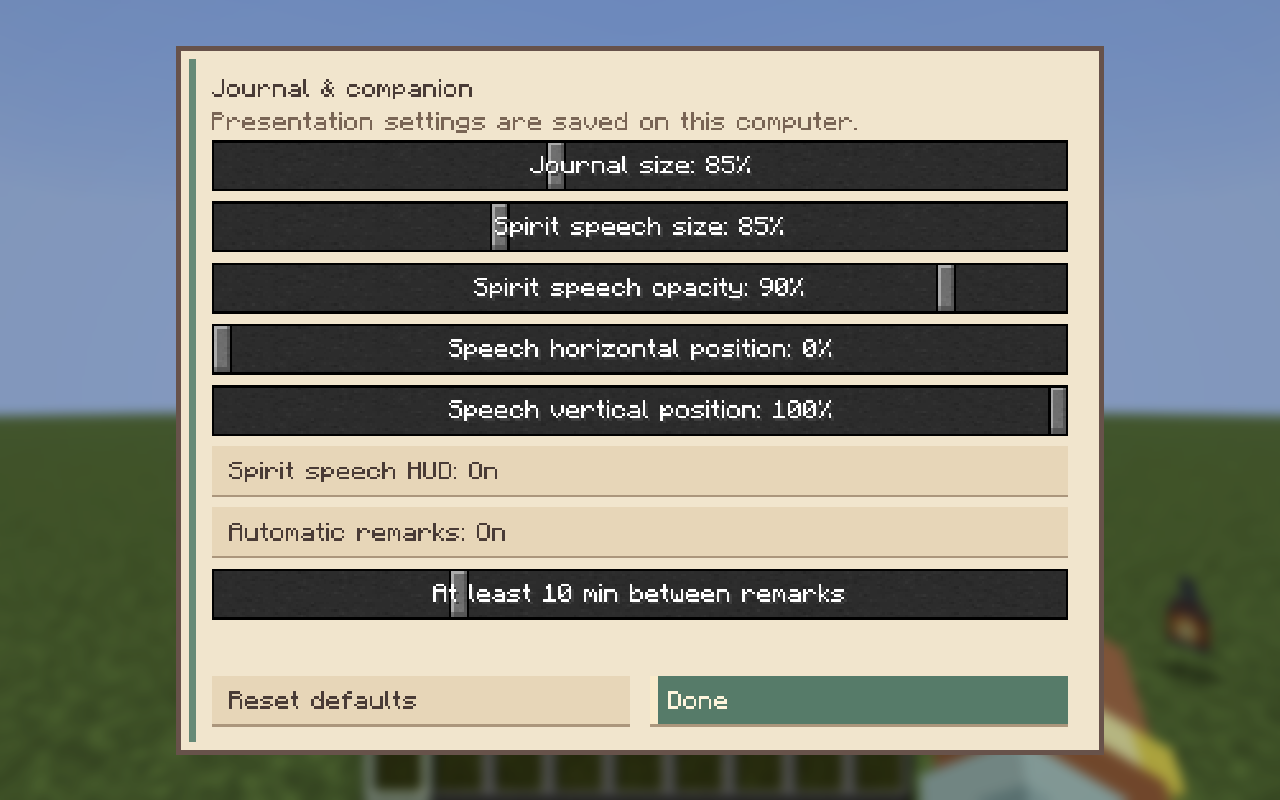 Journal & companion
Presentation settings are saved on this computer.
Journal size: 85%
Spirit speech size: 85%
Spirit speech opacity: 90%
Speech horizontal position: 0%
Speech vertical position: 100%
Spirit speech HUD: On
Automatic remarks: On
At least 10 min between remarks
Reset defaults
Done